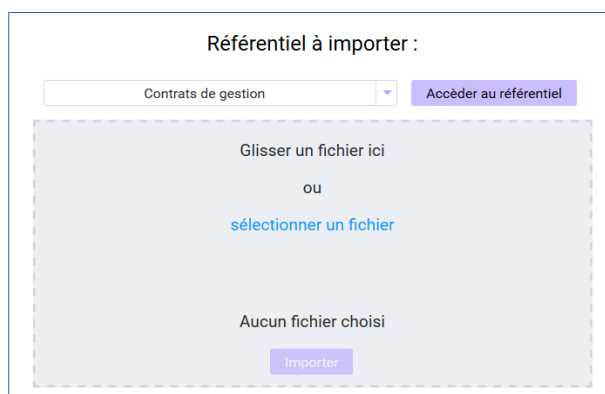 Référentiel à importer :
Contrats de gestion
Accèder au référentiel
Glisser un fichier ici
ou
sélectionner un fichier
Aucun fichier choisi
Importer